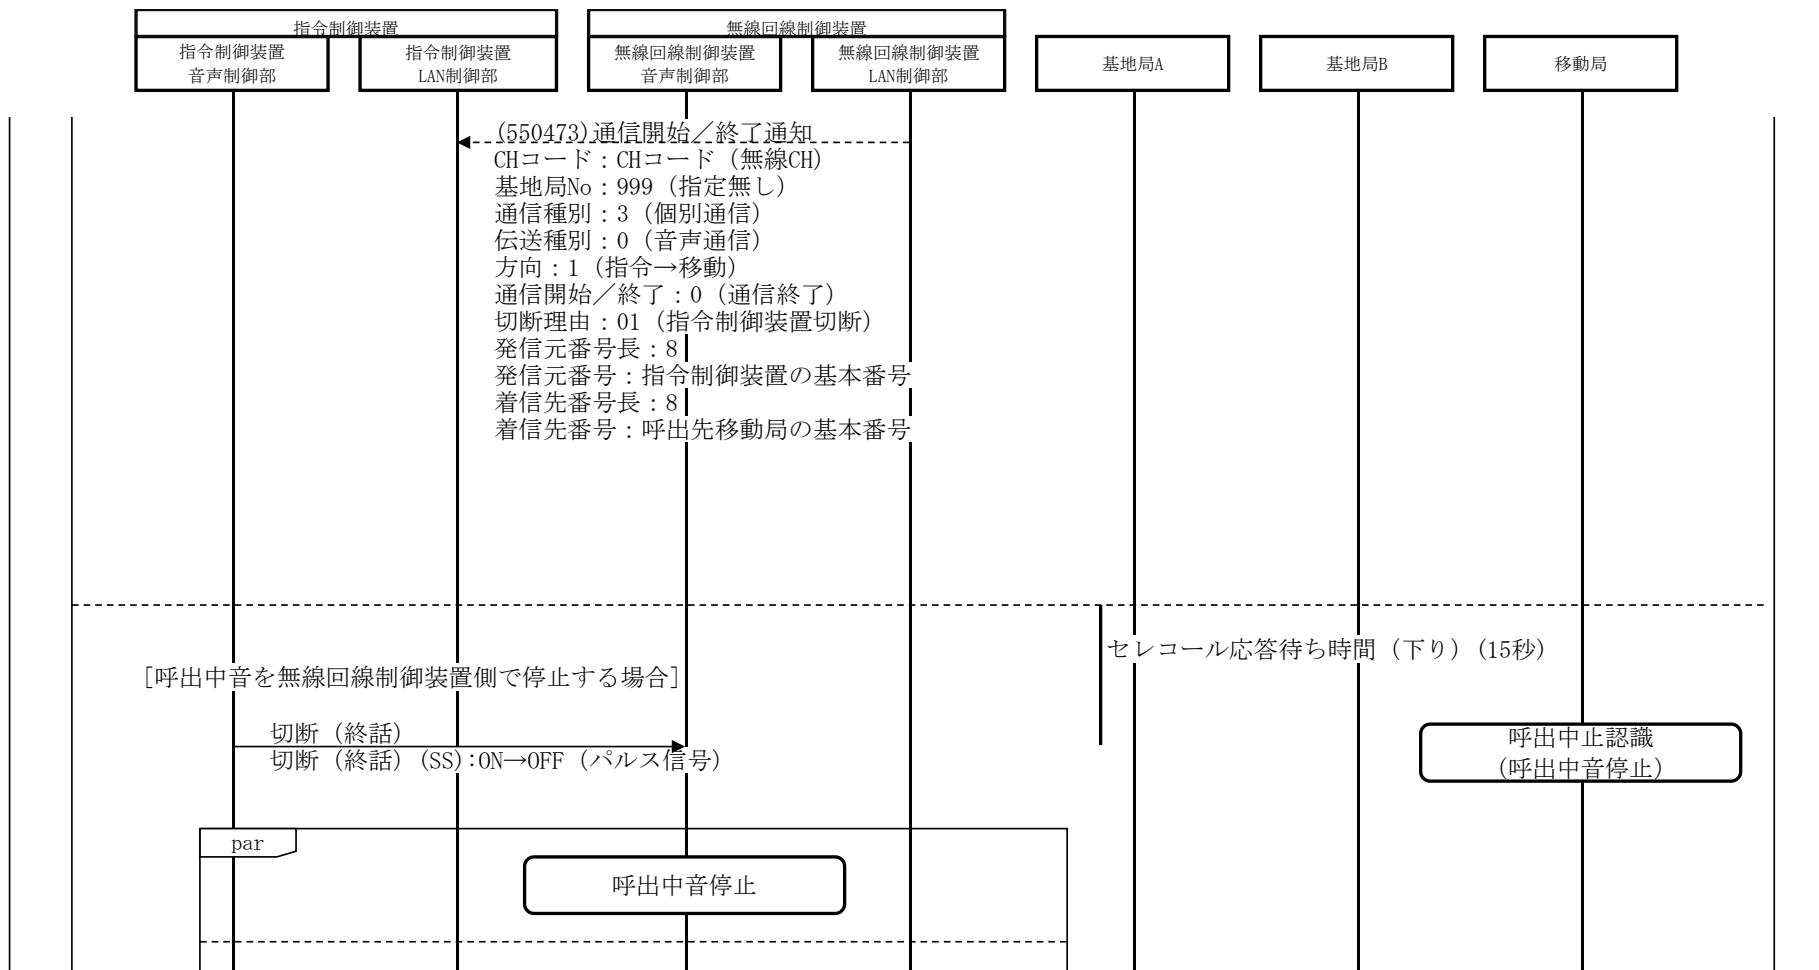 指令制御装置
無線回線制御装置
指令制御装置
音声制御部
指令制御装置
LAN制御部
無線回線制御装置
音声制御部
無線回線制御装置
LAN制御部
基地局A
基地局B
移動局
(550473)通信開始／終了通知
CHコード：CHコード（無線CH）
基地局No：999（指定無し）
通信種別：3（個別通信）
伝送種別：0（音声通信）
方向：1（指令→移動）
通信開始／終了：0（通信終了）
切断理由：01（指令制御装置切断）
発信元番号長：8
発信元番号：指令制御装置の基本番号
着信先番号長：8
着信先番号：呼出先移動局の基本番号
セレコール応答待ち時間（下り）(15秒)
[呼出中音を無線回線制御装置側で停止する場合]
切断（終話）
切断（終話）(SS):ON→OFF（パルス信号）
呼出中止認識
（呼出中音停止）
par
呼出中音停止